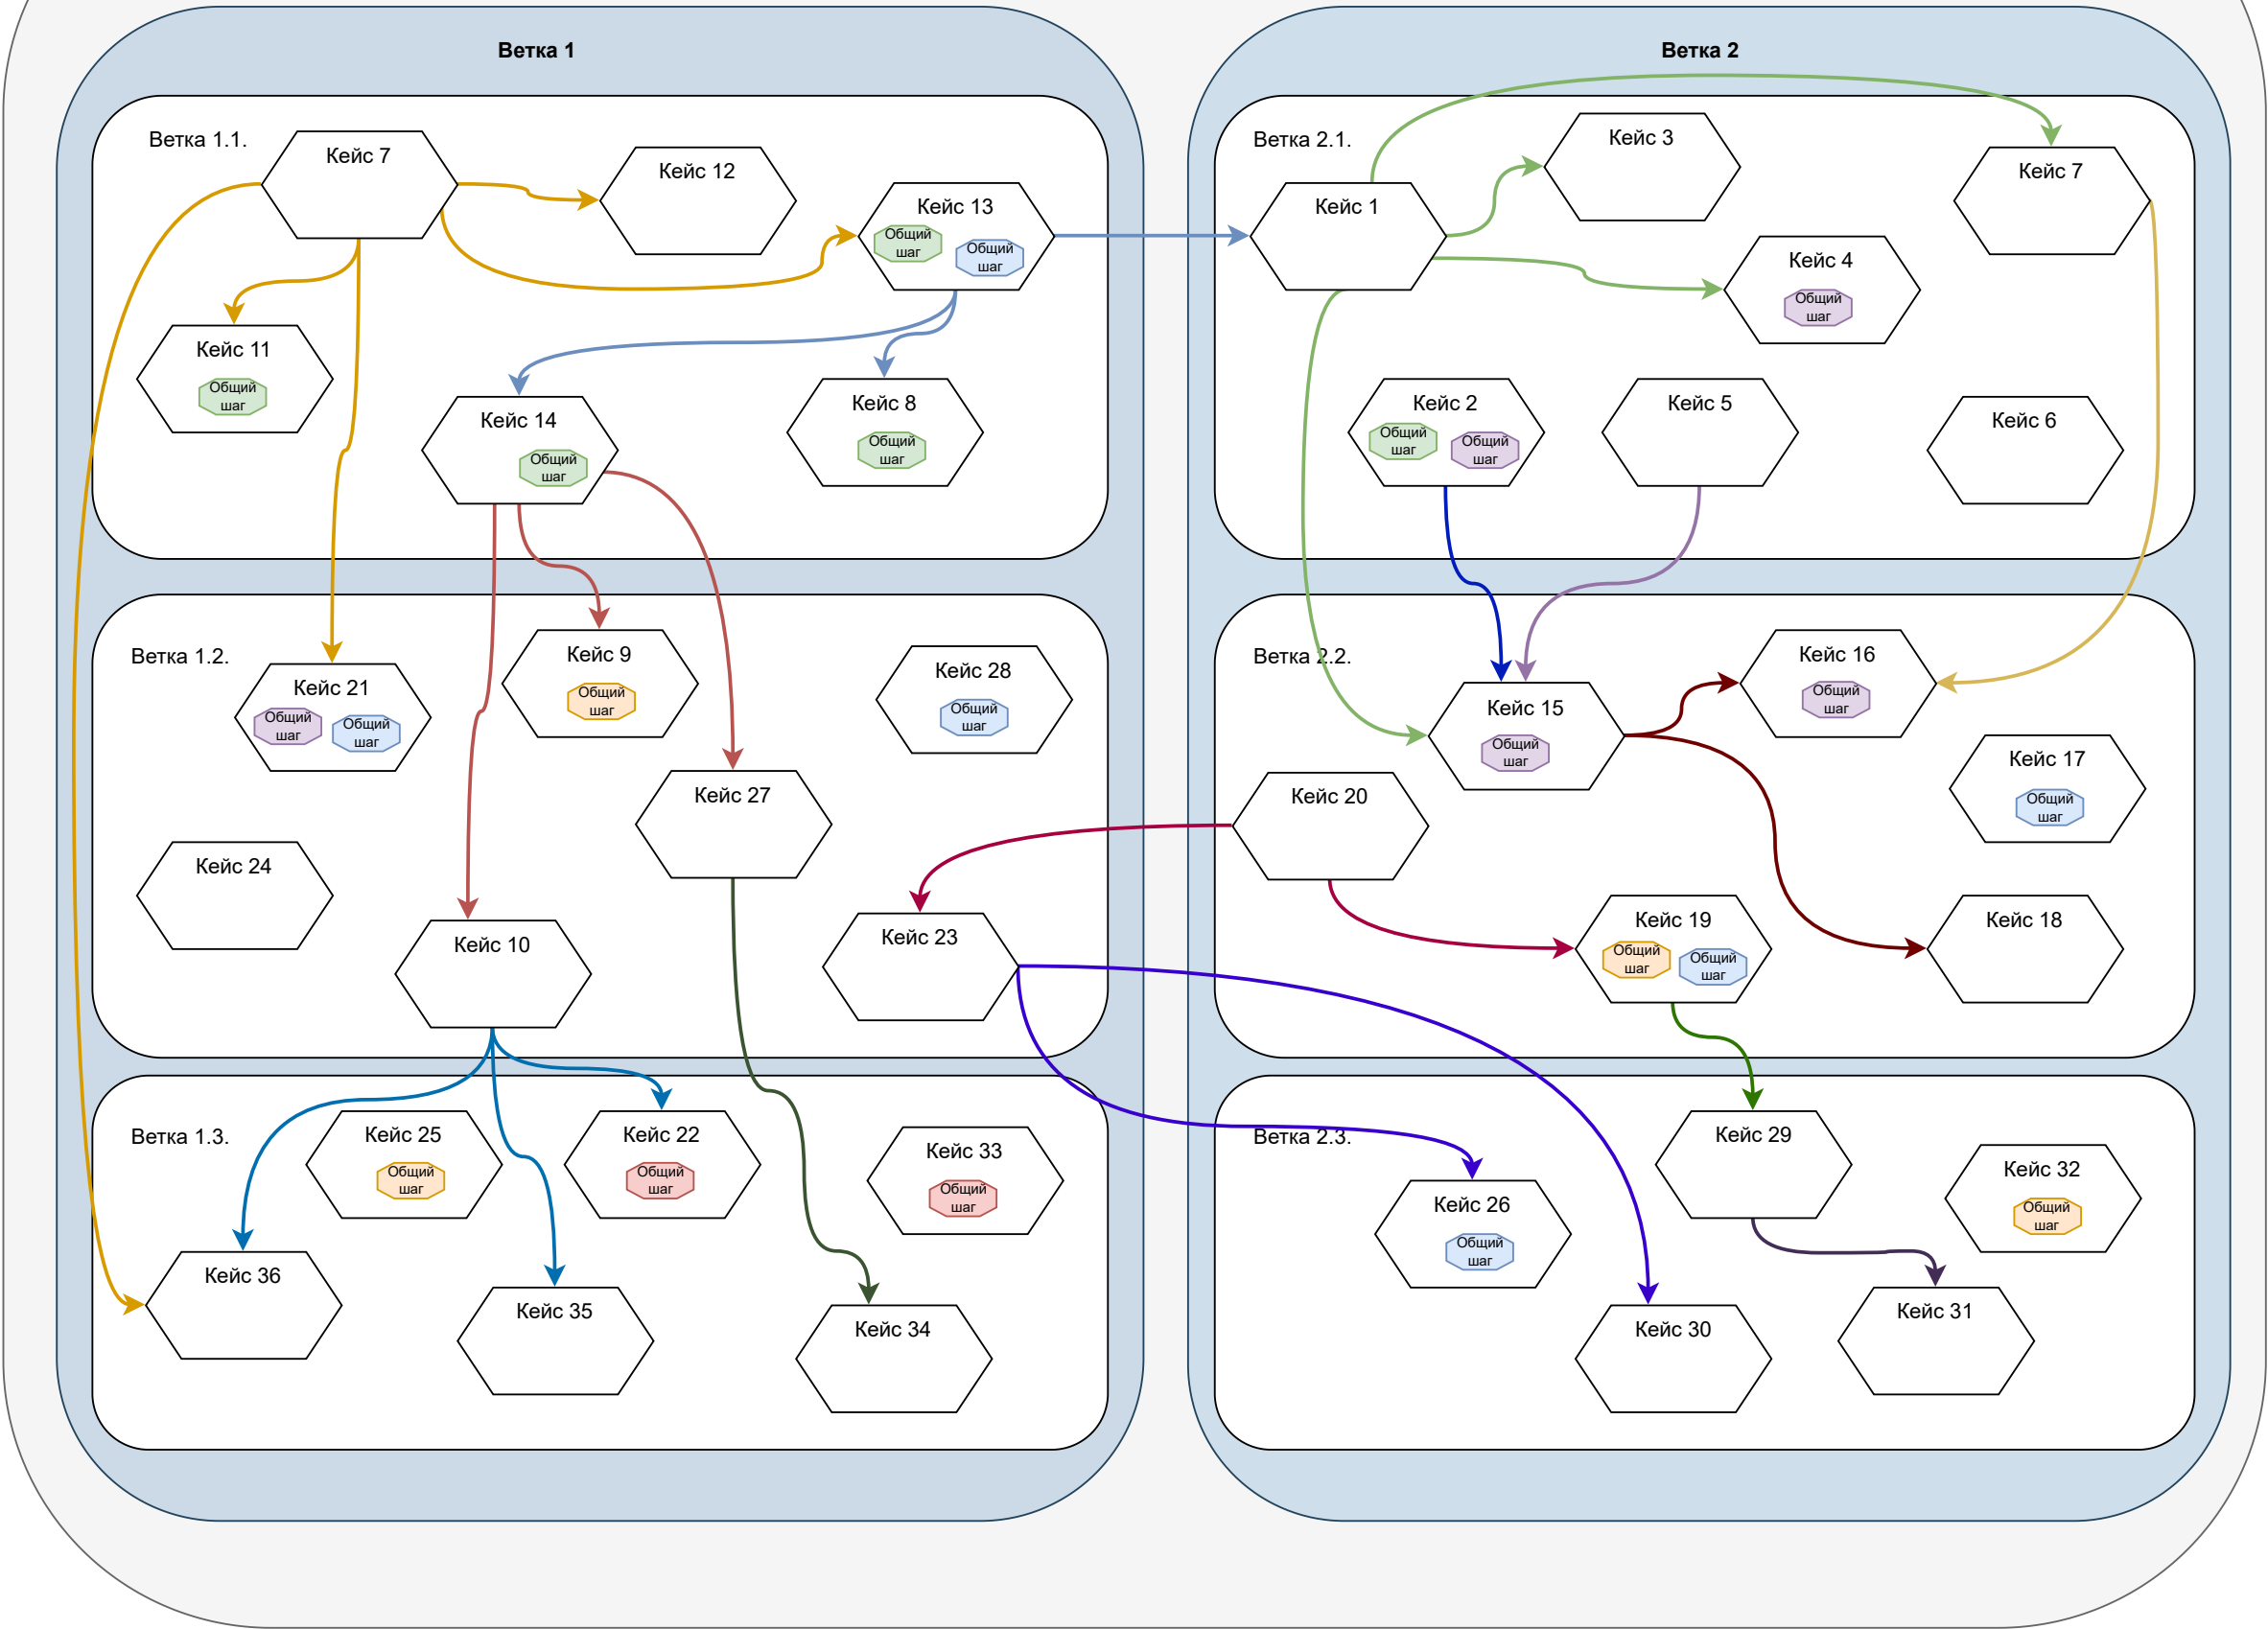 Ветка 1
Ветка 1.1.
Кейс 7
Кейс 12
Кейс 13
Общий
шаг
Общий
шаг
Кейс 11
Общий
шаг
Кейс 14
Общий
шаг
Кейс 8
Общий
шаг
Ветка 1.2.
Кейс 21
Общий
шаг
Общий
шаг
Кейс 9
Общий
шаг
Кейс 28
Общий
шаг
Кейс 27
Кейс 24
Кейс 10
Кейс 23
Ветка 1.3.
Кейс 25
Общий
шаг
Кейс 22
Общий
шаг
Кейс 33
Общий
шаг
Кейс 36
Кейс 35
Кейс 34
Ветка 2
Ветка 2.1.
Кейс 1
Кейс 3
Кейс 7
Кейс 4
Общий
шаг
Кейс 2
Общий
шаг
Общий
шаг
Кейс 5
Кейс 6
Ветка 2.2.
Кейс 15
Общий
шаг
Кейс 16
Общий
шаг
Кейс 17
Общий
шаг
Кейс 20
Кейс 19
Общий
шаг
Общий
шаг
Кейс 18
Ветка 2.3.
Кейс 26
Общий
шаг
Кейс 29
Кейс 32
Общий
шаг
Кейс 30
Кейс 31